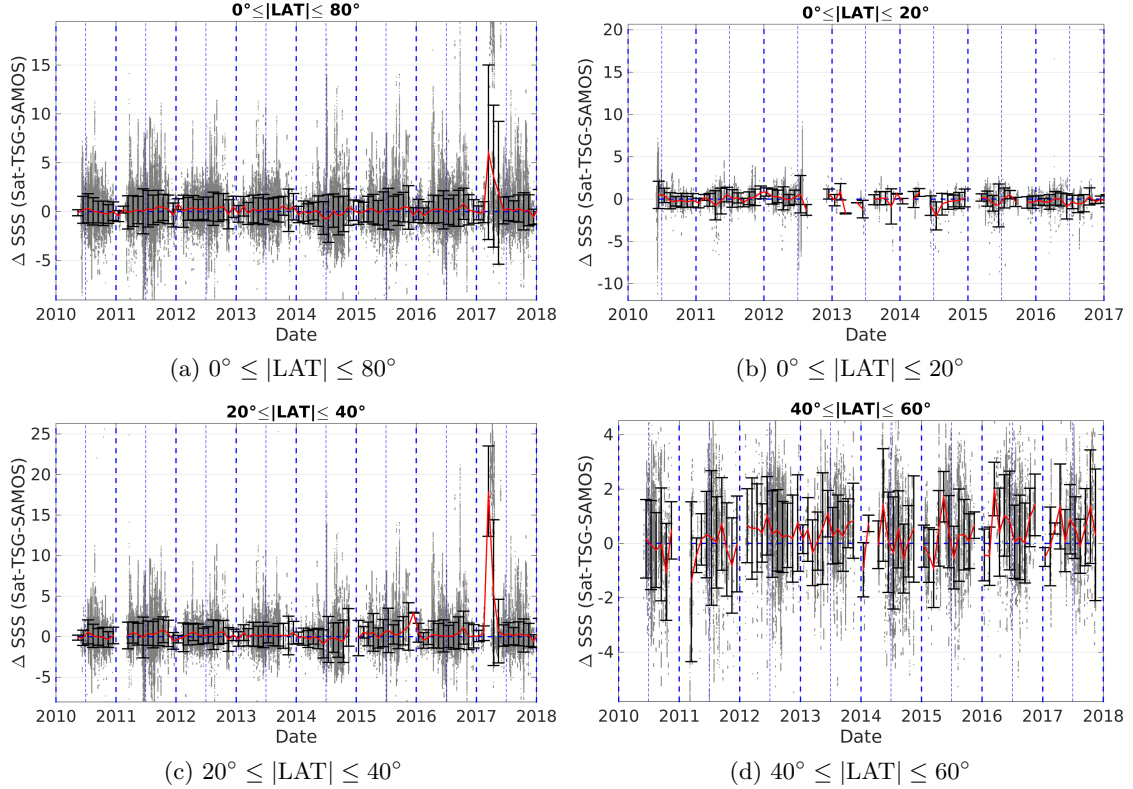 0°≤|LAT|≤ 80°
Δ SSS (Sat-TSG-SAMOS)
15
10
5
0
-5
2010 2011 2012 2013 2014 2015 2016 2017 2018
Date
(a) 0° ≤ |LAT| ≤ 80°
0°≤|LAT|≤ 20°
Δ SSS (Sat-TSG-SAMOS)
20
15
10
5
0
-5
-10
2010 2011 2012 2013 2014 2015 2016 2017
Date
(b) 0° ≤ |LAT| ≤ 20°
20°≤|LAT|≤ 40°
Δ SSS (Sat-TSG-SAMOS)
25
20
15
10
5
0
-5
2010 2011 2012 2013 2014 2015 2016 2017 2018
Date
(c) 20° ≤ |LAT| ≤ 40°
40°≤|LAT|≤ 60°
Δ SSS (Sat-TSG-SAMOS)
4
2
0
-2
-4
2010 2011 2012 2013 2014 2015 2016 2017 2018
Date
(d) 40° ≤ |LAT| ≤ 60°